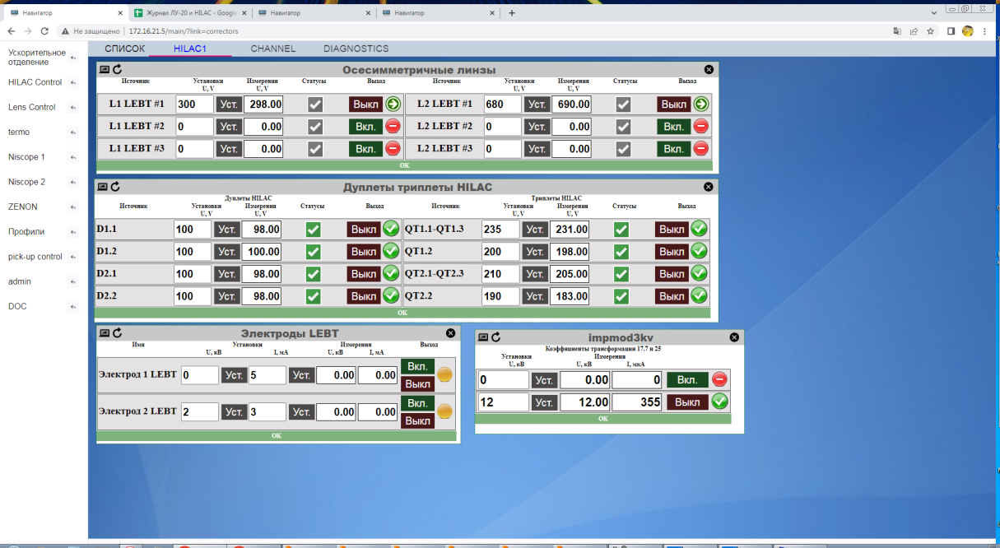 Навигатор
Журнал ЛУ-20 и HILAC - Google
Навигатор
Навигатор
Не защищено 172.16.21.5/main/?link=correctors
Ускорительное
отделение
HILAC Control
Lens Control
termo
Niscope 1
Niscope 2
ZENON
Профили
pick-up control
admin
DOC
СПИСОК HILAC1 CHANNEL DIAGNOSTICS
Осесимметричные линзы
Источник Установки Измерения Статусы Выход Источник Установки Измерения Статусы Выход
U, V U, V U, V U, V
L1 LEBT #1 300 Уст. 298.00 Выкл L2 LEBT #1 680 Уст. 690.00 Выкл
L1 LEBT #2 0 Уст. 0.00 Вкл. L2 LEBT #2 0 Уст. 0.00 Вкл.
L1 LEBT #3 0 Уст. 0.00 Вкл. L2 LEBT #3 0 Уст. 0.00 Вкл.
OK
Дуплеты триплеты HILAC
Дуплеты HILAC Триплеты HILAC
Источник Установки Измерения Статусы Выход Источник Установки Измерения Статусы Выход
U, V U, V U, V U, V
D1.1 100 Уст. 98.00 Выкл QT1.1-QT1.3 235 Уст. 231.00 Выкл
D1.2 100 Уст. 100.00 Выкл QT1.2 200 Уст. 198.00 Выкл
D2.1 100 Уст. 98.00 Выкл QT2.1-QT2.3 210 Уст. 205.00 Выкл
D2.2 100 Уст. 98.00 Выкл QT2.2 190 Уст. 183.00 Выкл
OK
Электроды LEBT
Имя Установки Измерения Выход
U, кВ I, мА U, кВ I, мА
Электрод 1 LEBT 0 Уст. 5 Уст. 0.00 0.00 Вкл.
Выкл
Электрод 2 LEBT 2 Уст. 3 Уст. 0.00 0.00 Вкл.
Выкл
OK
impmod3kv
Коэффициенты трансформации 17.7 и 25
Установки Измерения
U, кВ U, кВ I, мкА
0 Уст. 0.00 0 Вкл.
12 Уст. 12.00 355 Выкл
OK